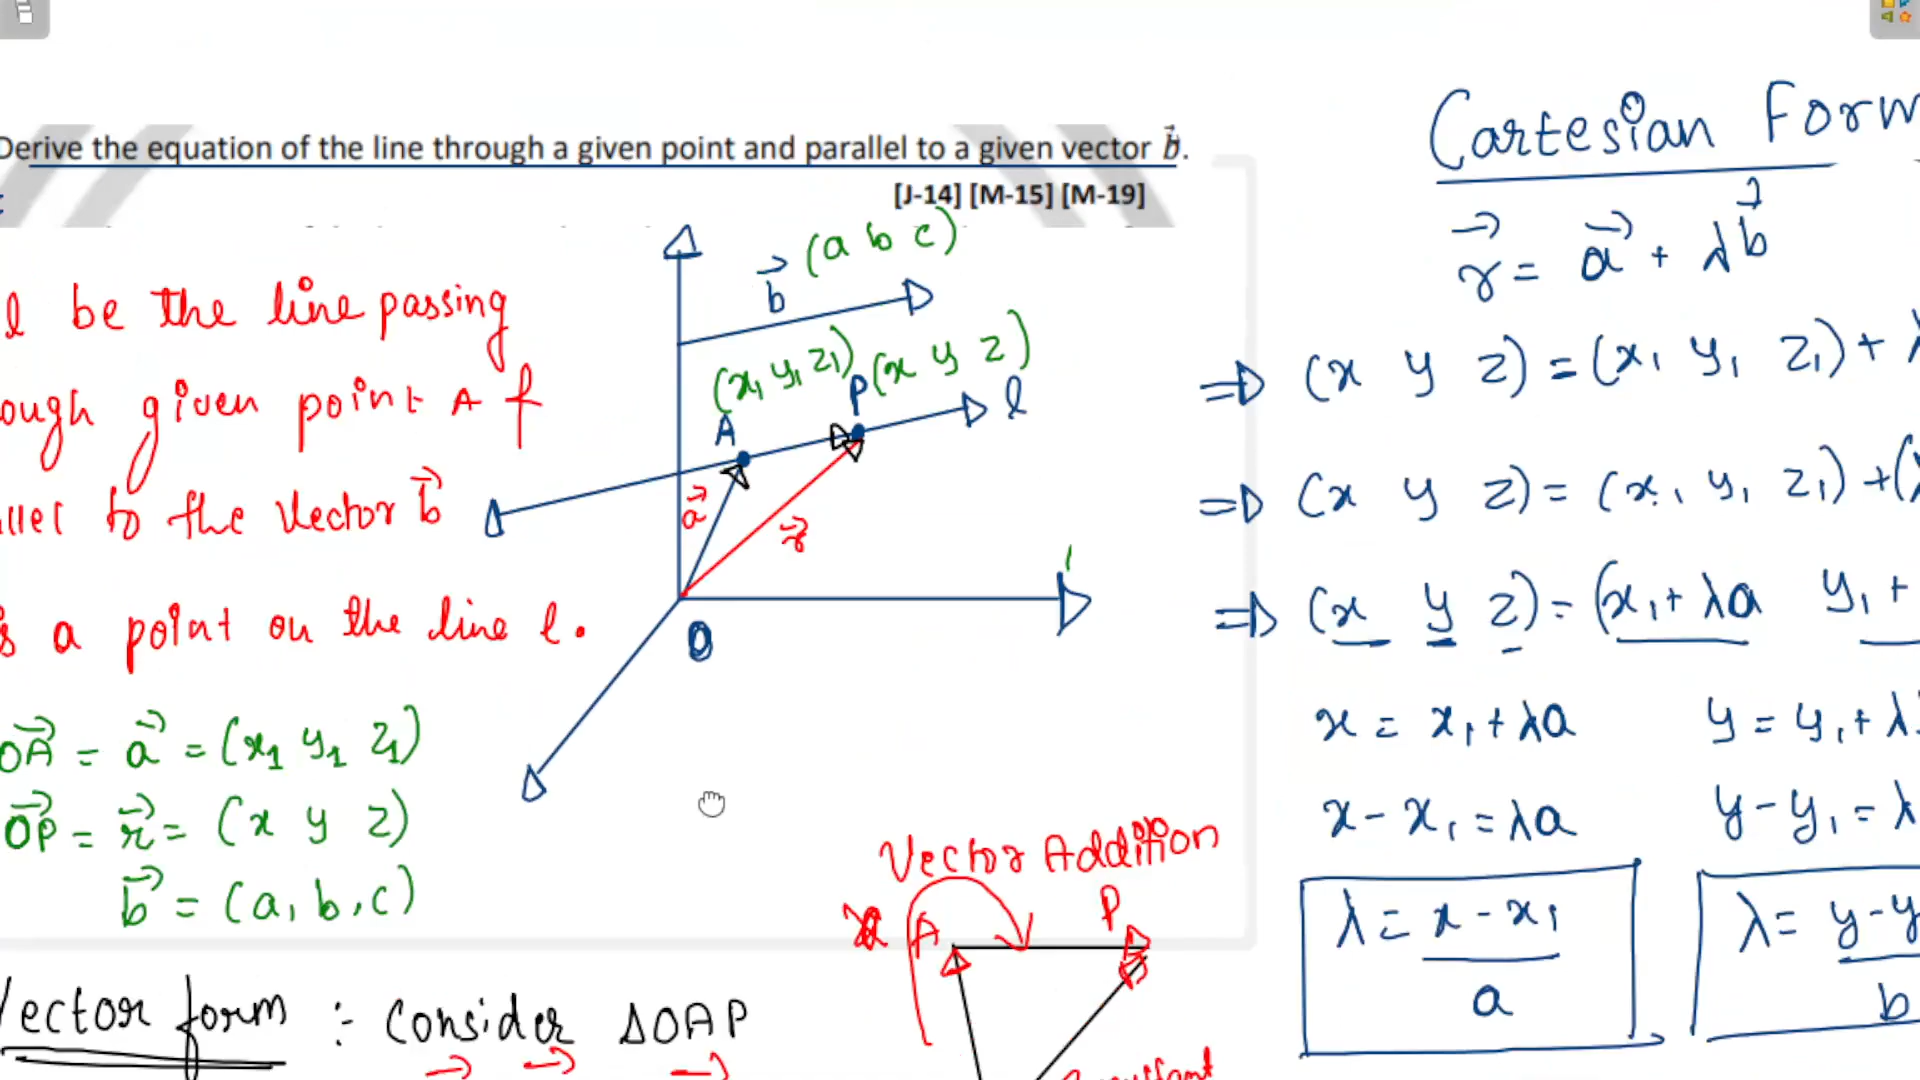 Derive the equation of the line through a given point and parallel to a given vector b⃗.
[J-14] [M-15] [M-19]
l be the line passing
ough given point A f
llel to the vector b⃗
s a point on the line l.
OA⃗ = a⃗ = (x₁ y₁ z₁)
OP⃗ = r⃗ = (x y z)
b⃗ = (a, b, c)
Vector form :- Consider ΔOAP
b⃗ (a b c)
(x₁ y₁ z₁) P (x y z)
A
l
a⃗
r⃗
O
Vector Addition
A P
Cartesian Form
r⃗ = a⃗ + λb⃗
⇒ (x y z) = (x₁ y₁ z₁) + λ
⇒ (x y z) = (x₁ y₁ z₁) + (λ
⇒ (x y z) = (x₁ + λa y₁ +
x = x₁ + λa y = y₁ + λ
x - x₁ = λa y - y₁ = λ
λ = x - x₁ / a λ = y - y / b